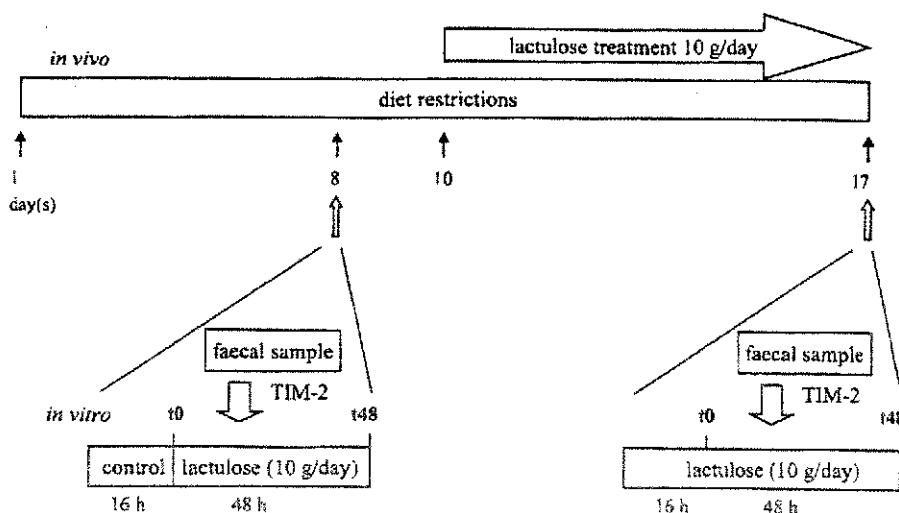 lactulose treatment 10 g/day
in vivo
diet restrictions
1 8 10 17
day(s)
faecal sample faecal sample
TIM-2 TIM-2
in vitro t0 t48 t0 t48
control lactulose (10 g/day) lactulose (10 g/day)
16 h 48 h 16 h 48 h